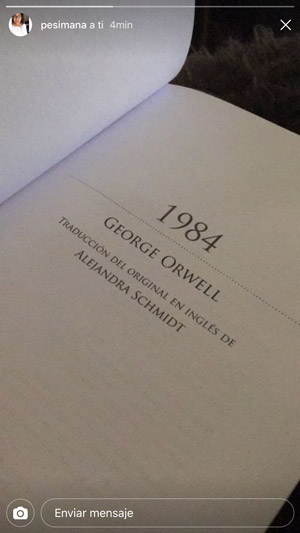 pesimana a ti 4min
1984
GEORGE ORWELL
TRADUCCIÓN DEL ORIGINAL EN INGLÉS DE
ALEJANDRA SCHMIDT
Enviar mensaje